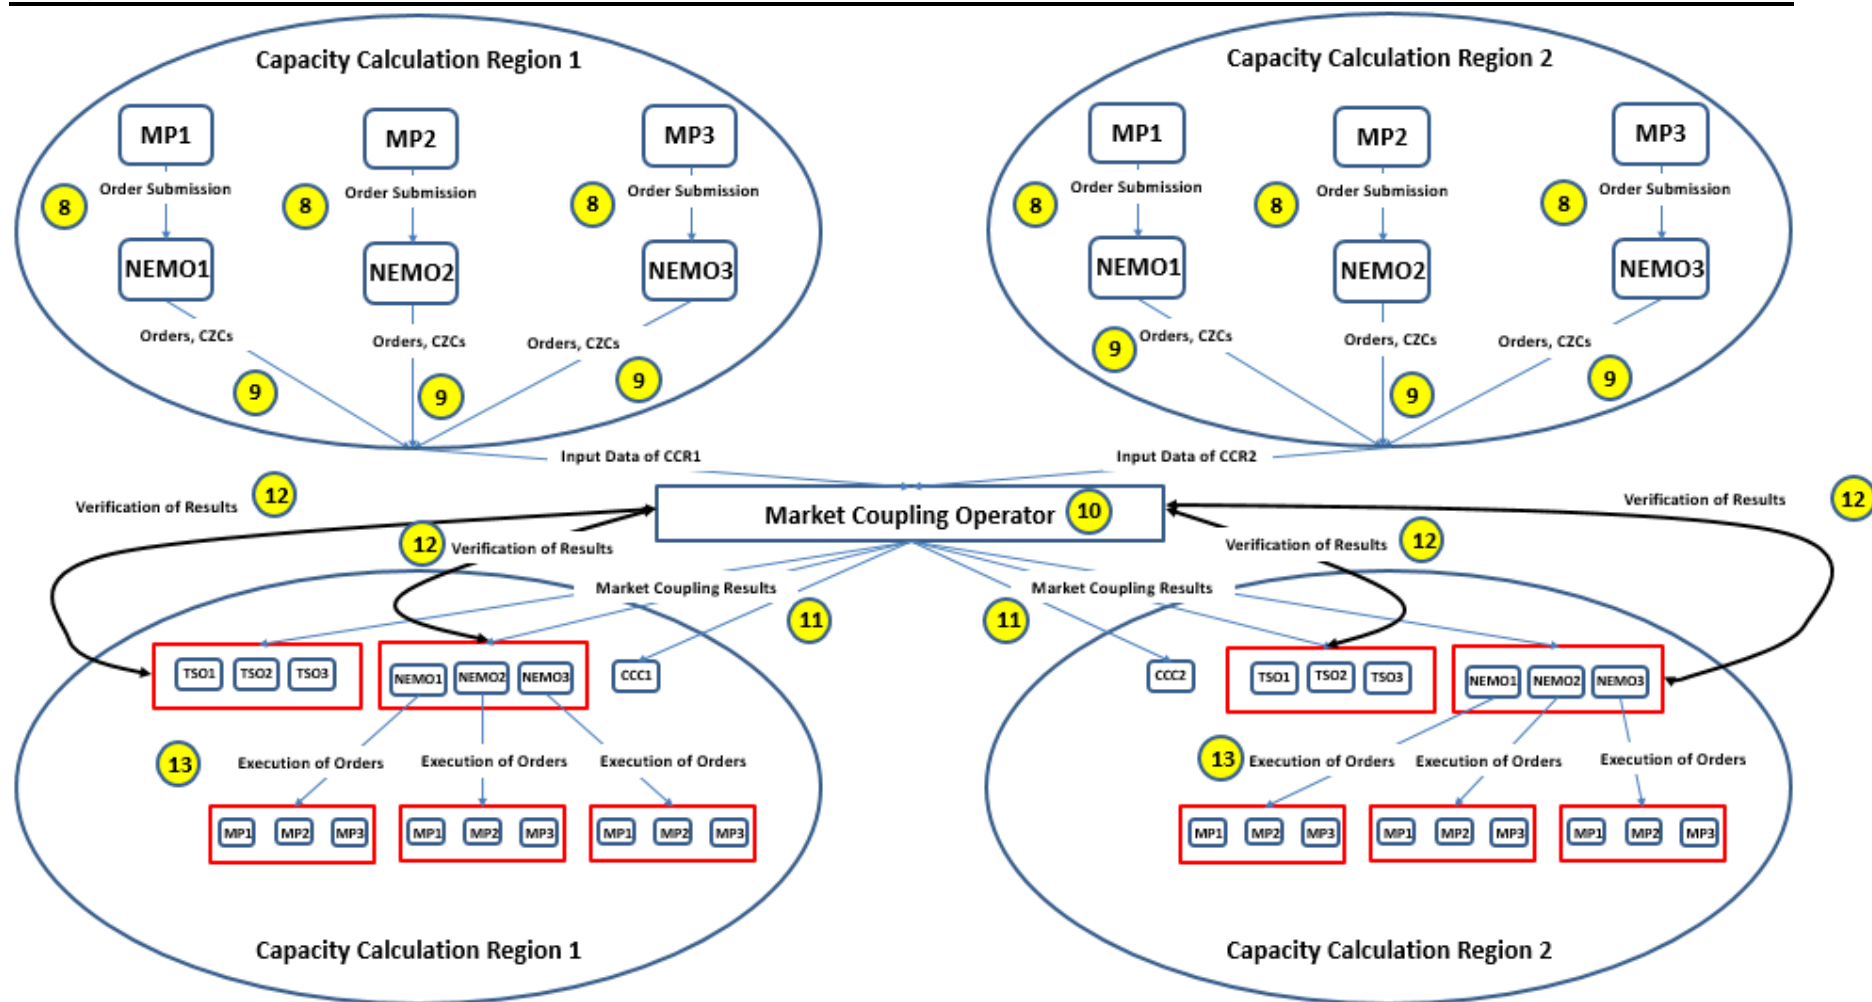 Capacity Calculation Region 1
MP1
MP2
MP3
Order Submission
Order Submission
Order Submission
8
8
8
NEMO1
NEMO2
NEMO3
Orders, CZCs
Orders, CZCs
Orders, CZCs
9
9
9
Capacity Calculation Region 2
MP1
MP2
MP3
Order Submission
Order Submission
Order Submission
8
8
8
NEMO1
NEMO2
NEMO3
Orders, CZCs
Orders, CZCs
Orders, CZCs
9
9
9
Input Data of CCR1
Input Data of CCR2
Market Coupling Operator
10
Verification of Results
12
12
Verification of Results
Verification of Results
12
Verification of Results
12
Market Coupling Results
11
Market Coupling Results
11
TSO1
TSO2
TSO3
NEMO1
NEMO2
NEMO3
CCC1
13
Execution of Orders
Execution of Orders
Execution of Orders
MP1
MP2
MP3
MP1
MP2
MP3
MP1
MP2
MP3
Capacity Calculation Region 1
CCC2
TSO1
TSO2
TSO3
NEMO1
NEMO2
NEMO3
13
Execution of Orders
Execution of Orders
Execution of Orders
MP1
MP2
MP3
MP1
MP2
MP3
MP1
MP2
MP3
Capacity Calculation Region 2